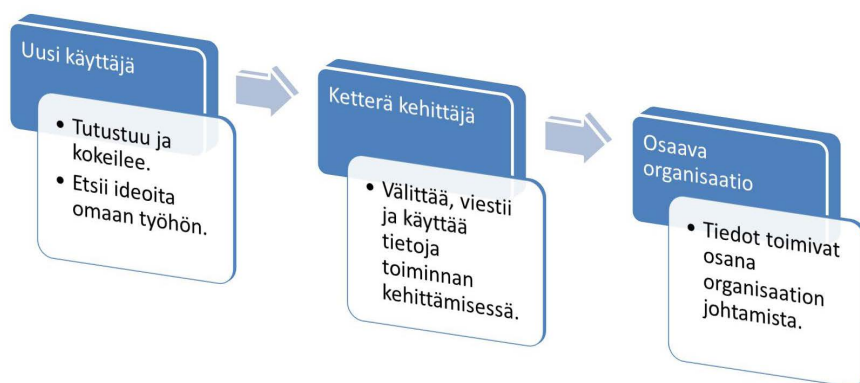 Uusi käyttäjä
• Tutustuu ja
kokeilee.
• Etsii ideoita
omaan työhön.
Ketterä kehittäjä
• Välittää, viestii
ja käyttää
tietoja
toiminnan
kehittämisessä.
Osaava
organisaatio
• Tiedot toimivat
osana
organisaation
johtamista.